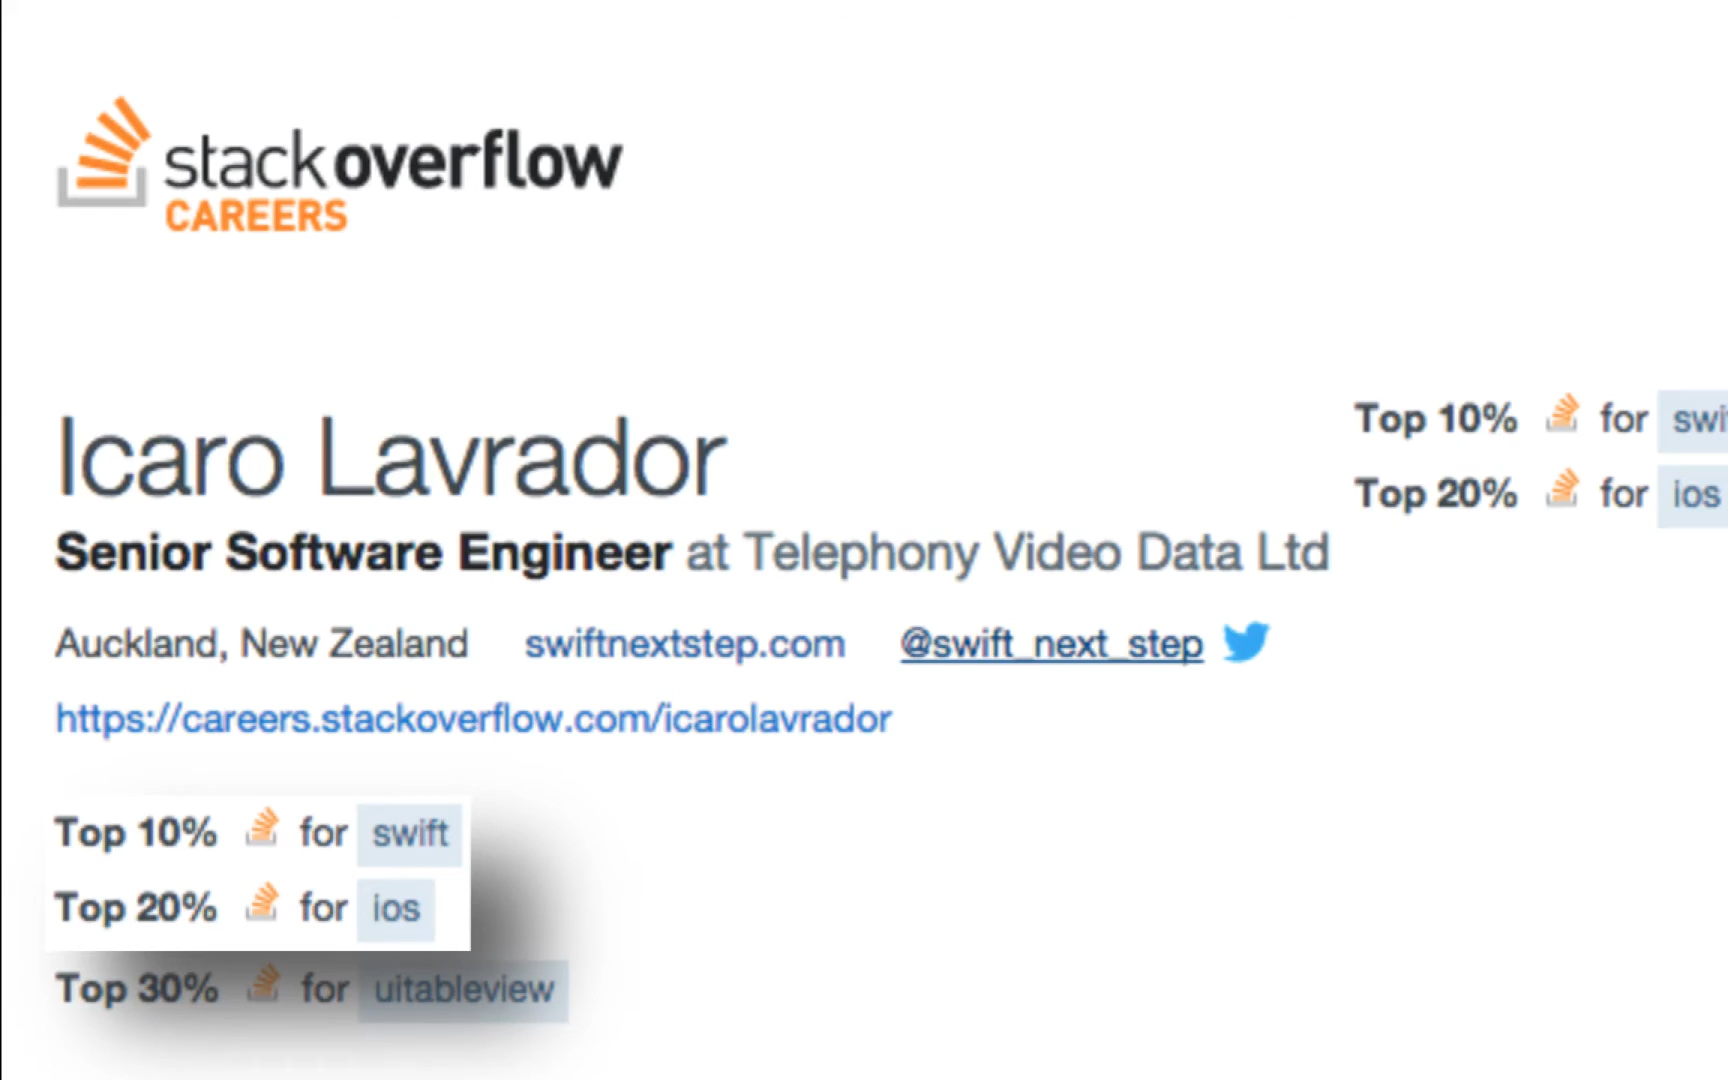 stackoverflow
CAREERS
Icaro Lavrador
Senior Software Engineer at Telephony Video Data Ltd
Auckland, New Zealand swiftnextstep.com @swift_next_step
https://careers.stackoverflow.com/icarolavrador
Top 10% for swift
Top 20% for ios
Top 30% for uitableview
Top 10% for
Top 20% for ios